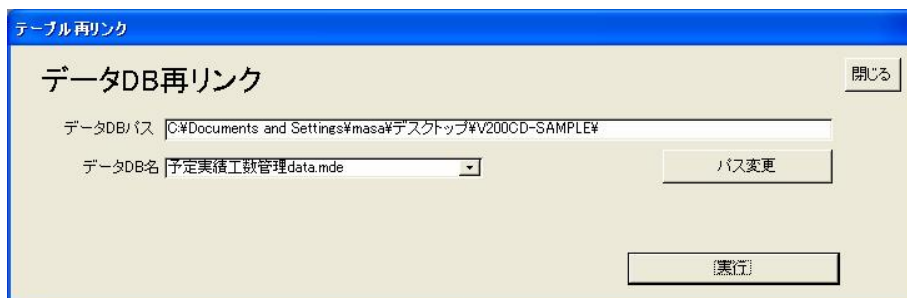 テーブル再リンク
データDB再リンク
閉じる
データDBパス C:¥Documents and Settings¥masa¥デスクトップ¥V200CD-SAMPLE¥
データDB名 予定実績工数管理data.mde
パス変更
実行